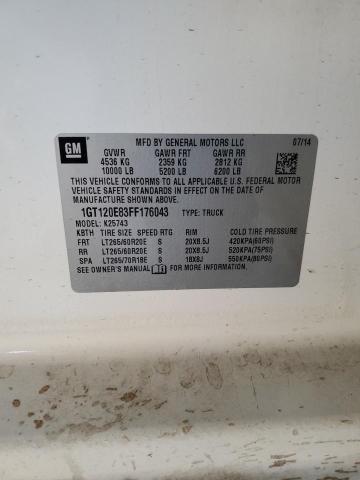 GM
MFD BY GENERAL MOTORS LLC 07/14
GVWR GAWR FRT GAWR RR
4536 KG 2359 KG 2812 KG
10000 LB 5200 LB 6200 LB
THIS VEHICLE CONFORMS TO ALL APPLICABLE U.S. FEDERAL MOTOR
VEHICLE SAFETY STANDARDS IN EFFECT ON THE DATE OF
MANUFACTURE SHOWN ABOVE.
1GT120E83FF176043 TYPE: TRUCK
MODEL: K25743
KBTH TIRE SIZE SPEED RTG RIM COLD TIRE PRESSURE
FRT LT265/60R20E S 20X8.5J 420KPA(60PSI)
RR LT265/60R20E S 20X8.5J 520KPA(75PSI)
SPA LT265/70R18E S 18X8J 550KPA(80PSI)
SEE OWNER'S MANUAL FOR MORE INFORMATION.